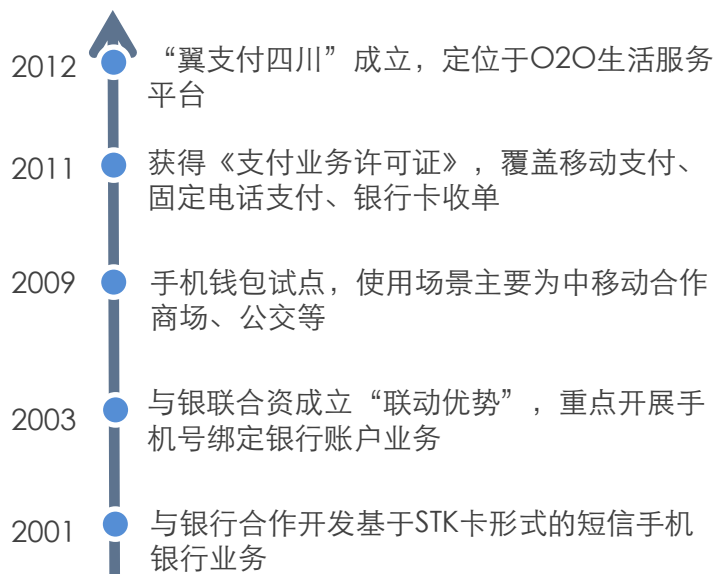 2012
“翼支付四川”成立，定位于O2O生活服务
平台
2011
获得《支付业务许可证》，覆盖移动支付、
固定电话支付、银行卡收单
2009
手机钱包试点，使用场景主要为中移动合作
商场、公交等
2003
与银联合资成立“联动优势”，重点开展手
机号绑定银行账户业务
2001
与银行合作开发基于STK卡形式的短信手机
银行业务